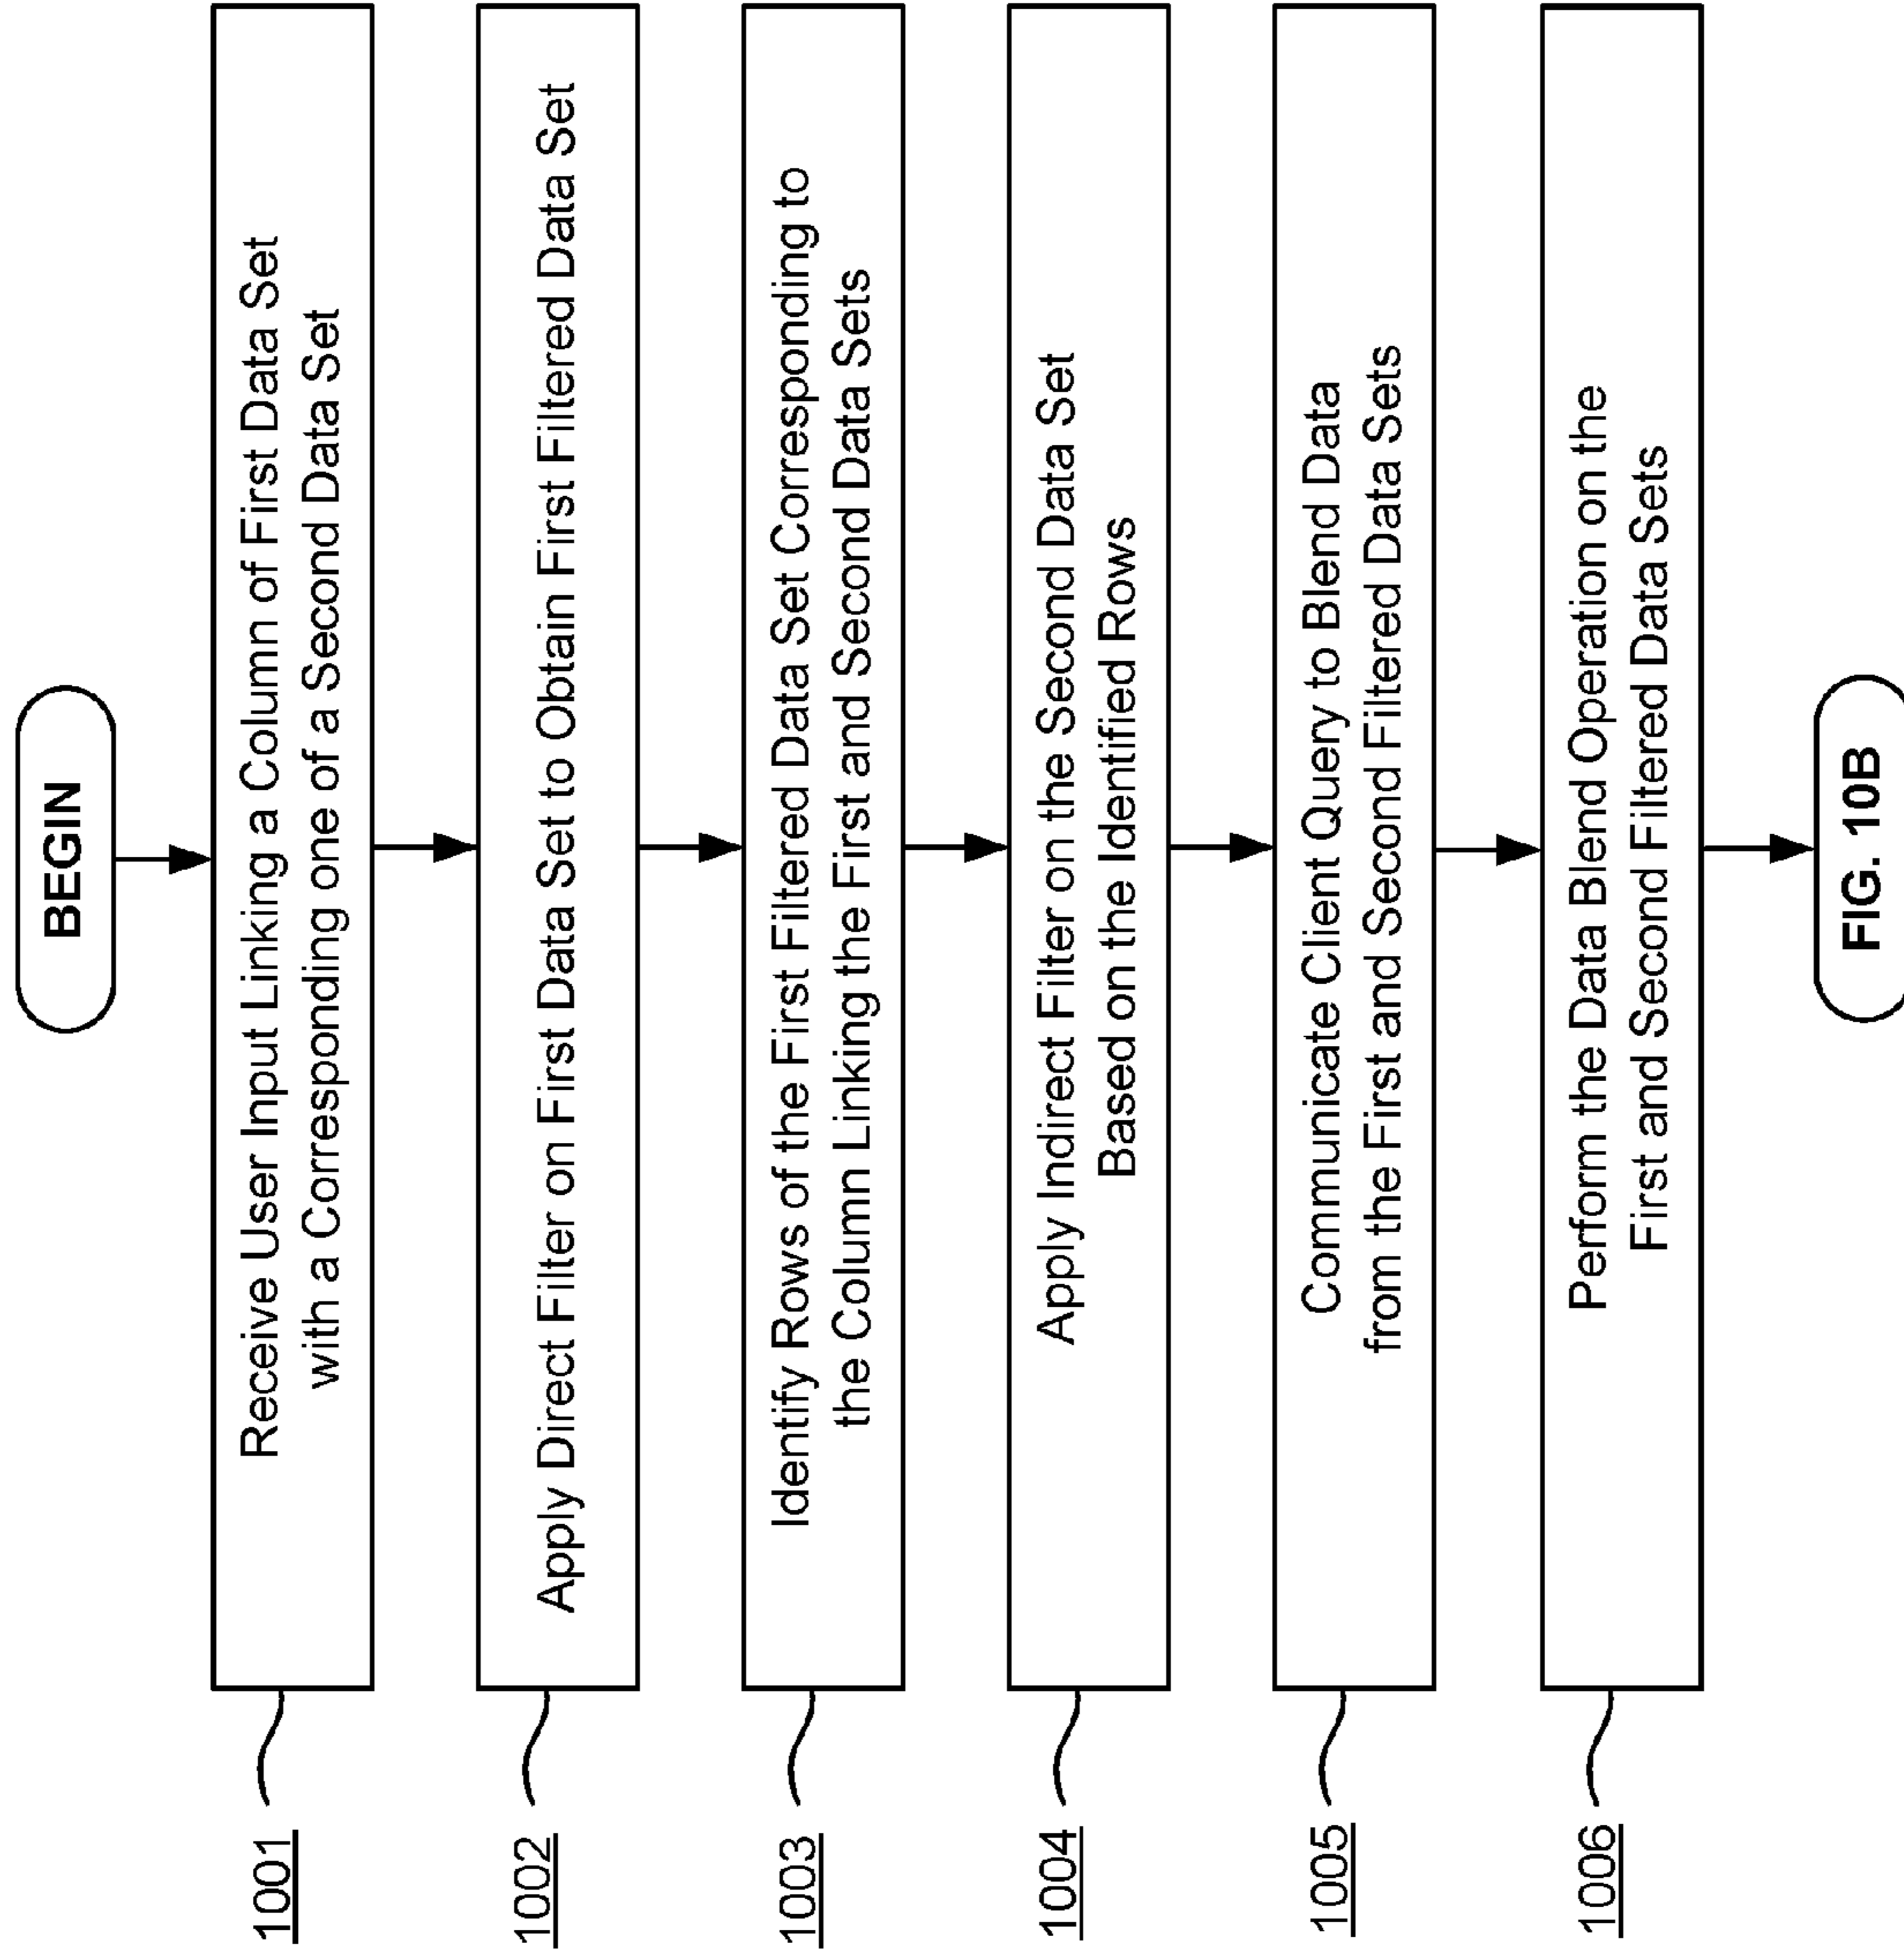 BEGIN
1001
Receive User Input Linking a Column of First Data Set
with a Corresponding one of a Second Data Set
1002
Apply Direct Filter on First Data Set to Obtain First Filtered Data Set
1003
Identify Rows of the First Filtered Data Set Corresponding to
the Column Linking the First and Second Data Sets
1004
Apply Indirect Filter on the Second Data Set
Based on the Identified Rows
1005
Communicate Client Query to Blend Data
from the First and Second Filtered Data Sets
1006
Perform the Data Blend Operation on the
First and Second Filtered Data Sets
FIG. 10B